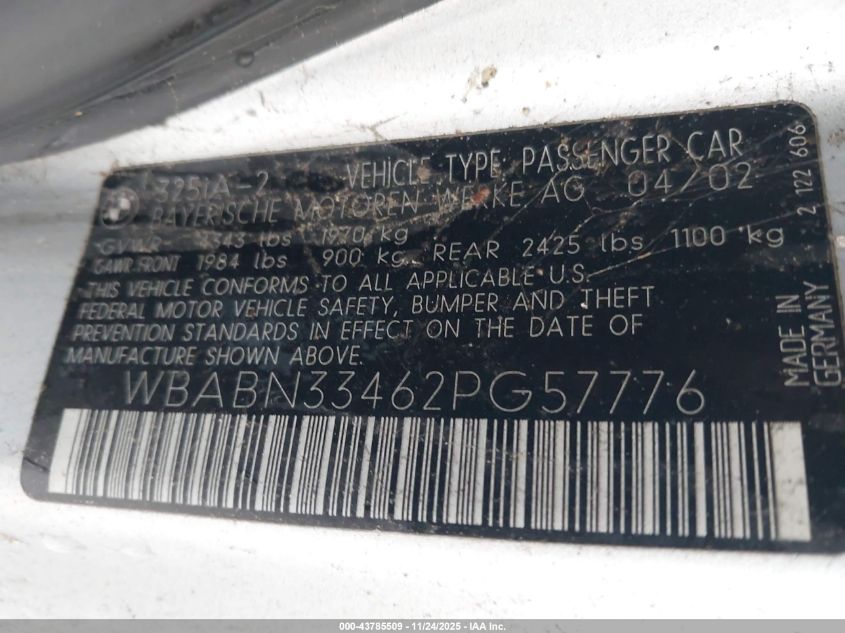 325iA-2 VEHICLE TYPE PASSENGER CAR
BAYERISCHE MOTOREN WERKE AG 04/02
GVWR 4343 lbs 1970 kg
GAWR FRONT 1984 lbs 900 kg REAR 2425 lbs 1100 kg
THIS VEHICLE CONFORMS TO ALL APPLICABLE U.S.
FEDERAL MOTOR VEHICLE SAFETY, BUMPER AND THEFT
PREVENTION STANDARDS IN EFFECT ON THE DATE OF
MANUFACTURE SHOWN ABOVE.
WBABN33462PG57776
MADE IN
GERMANY
2 122 606
000-43785509 - 11/24/2025 - IAA Inc.